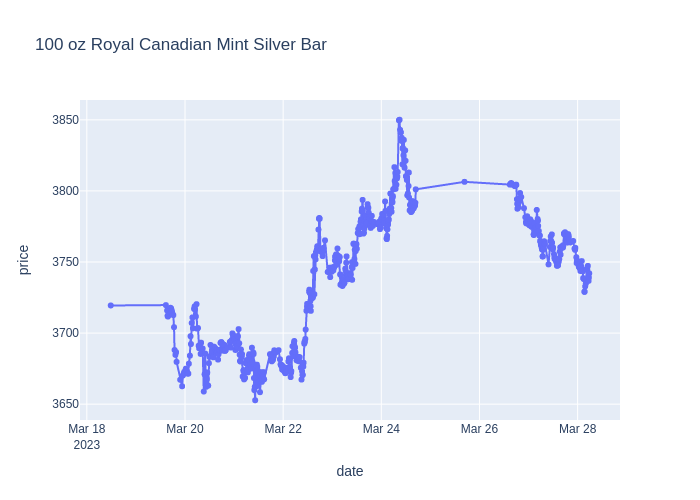 100 oz Royal Canadian Mint Silver Bar
3850
3800
3750
3700
3650
price
Mar 18
2023
Mar 20
Mar 22
Mar 24
Mar 26
Mar 28
date